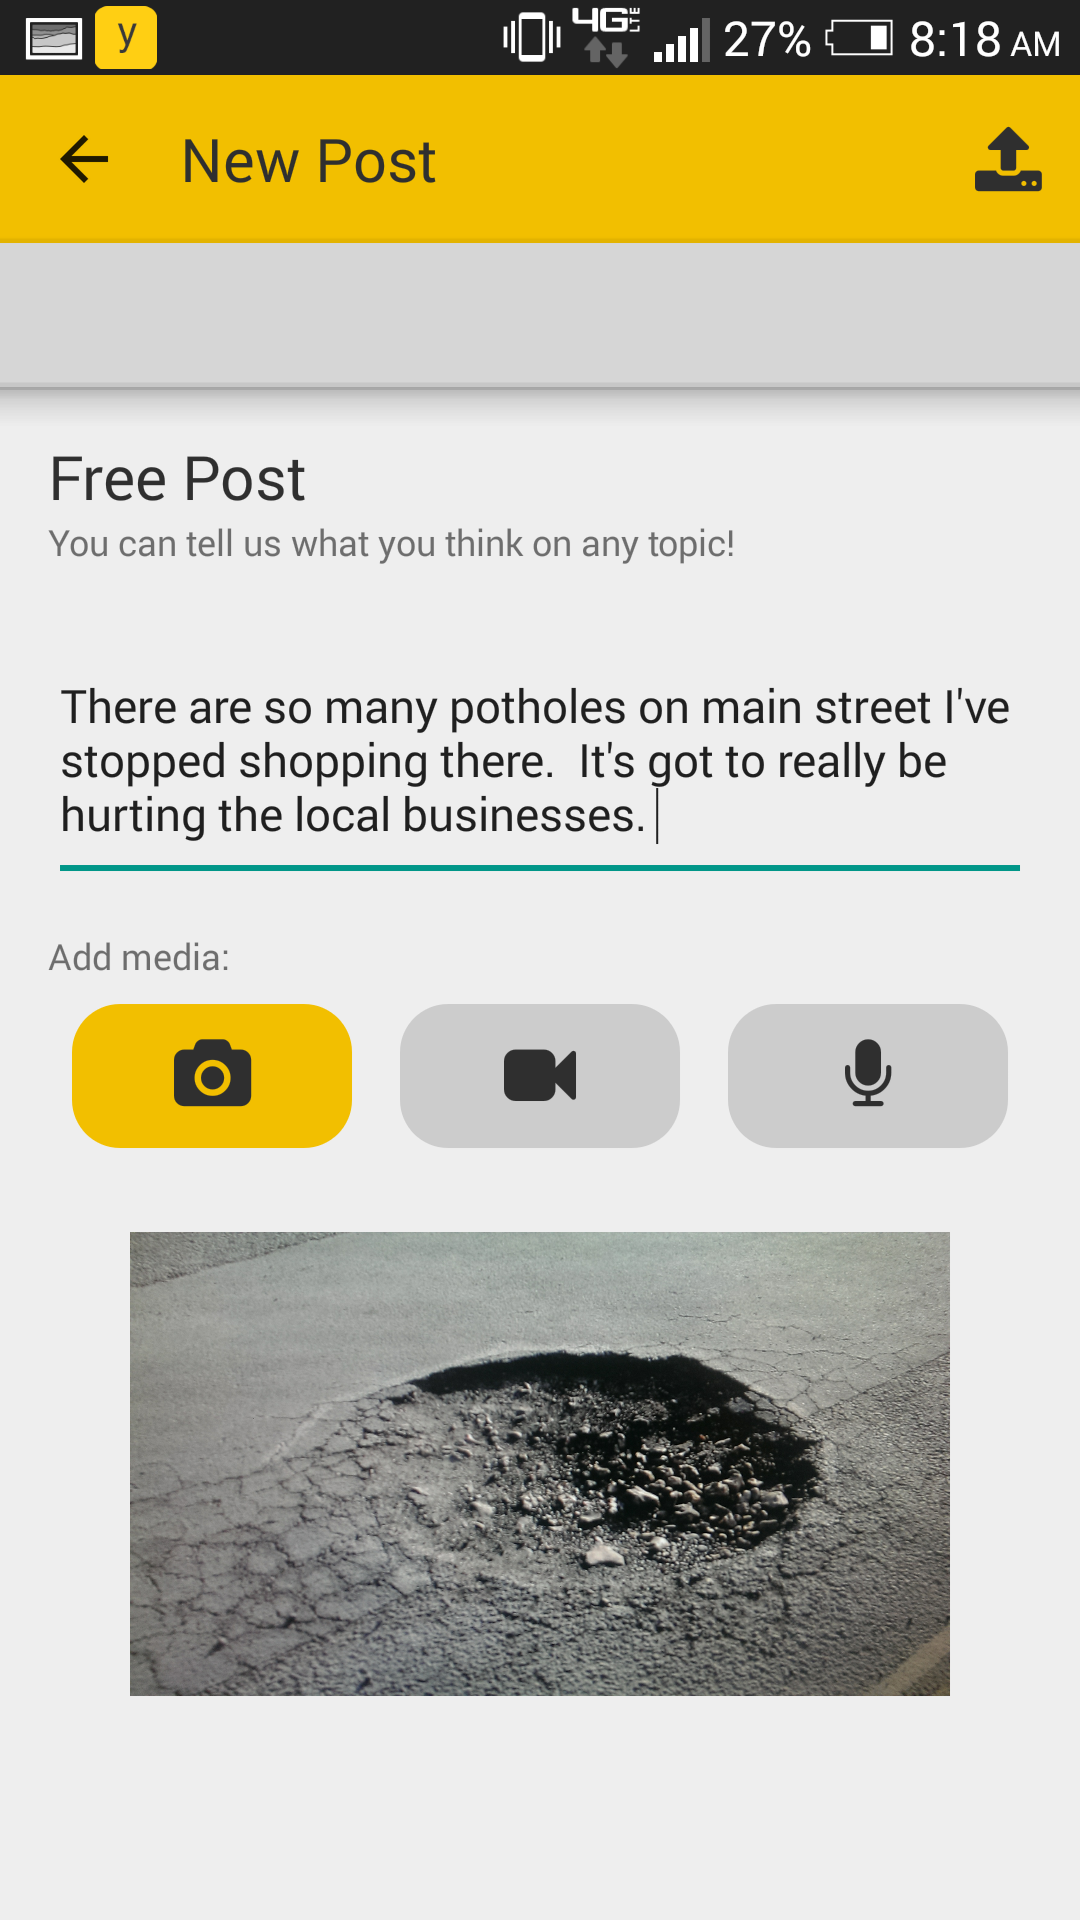 y 4G LTE 27% 8:18 AM
New Post
Free Post
You can tell us what you think on any topic!
There are so many potholes on main street I've
stopped shopping there.  It's got to really be
hurting the local businesses.
Add media: